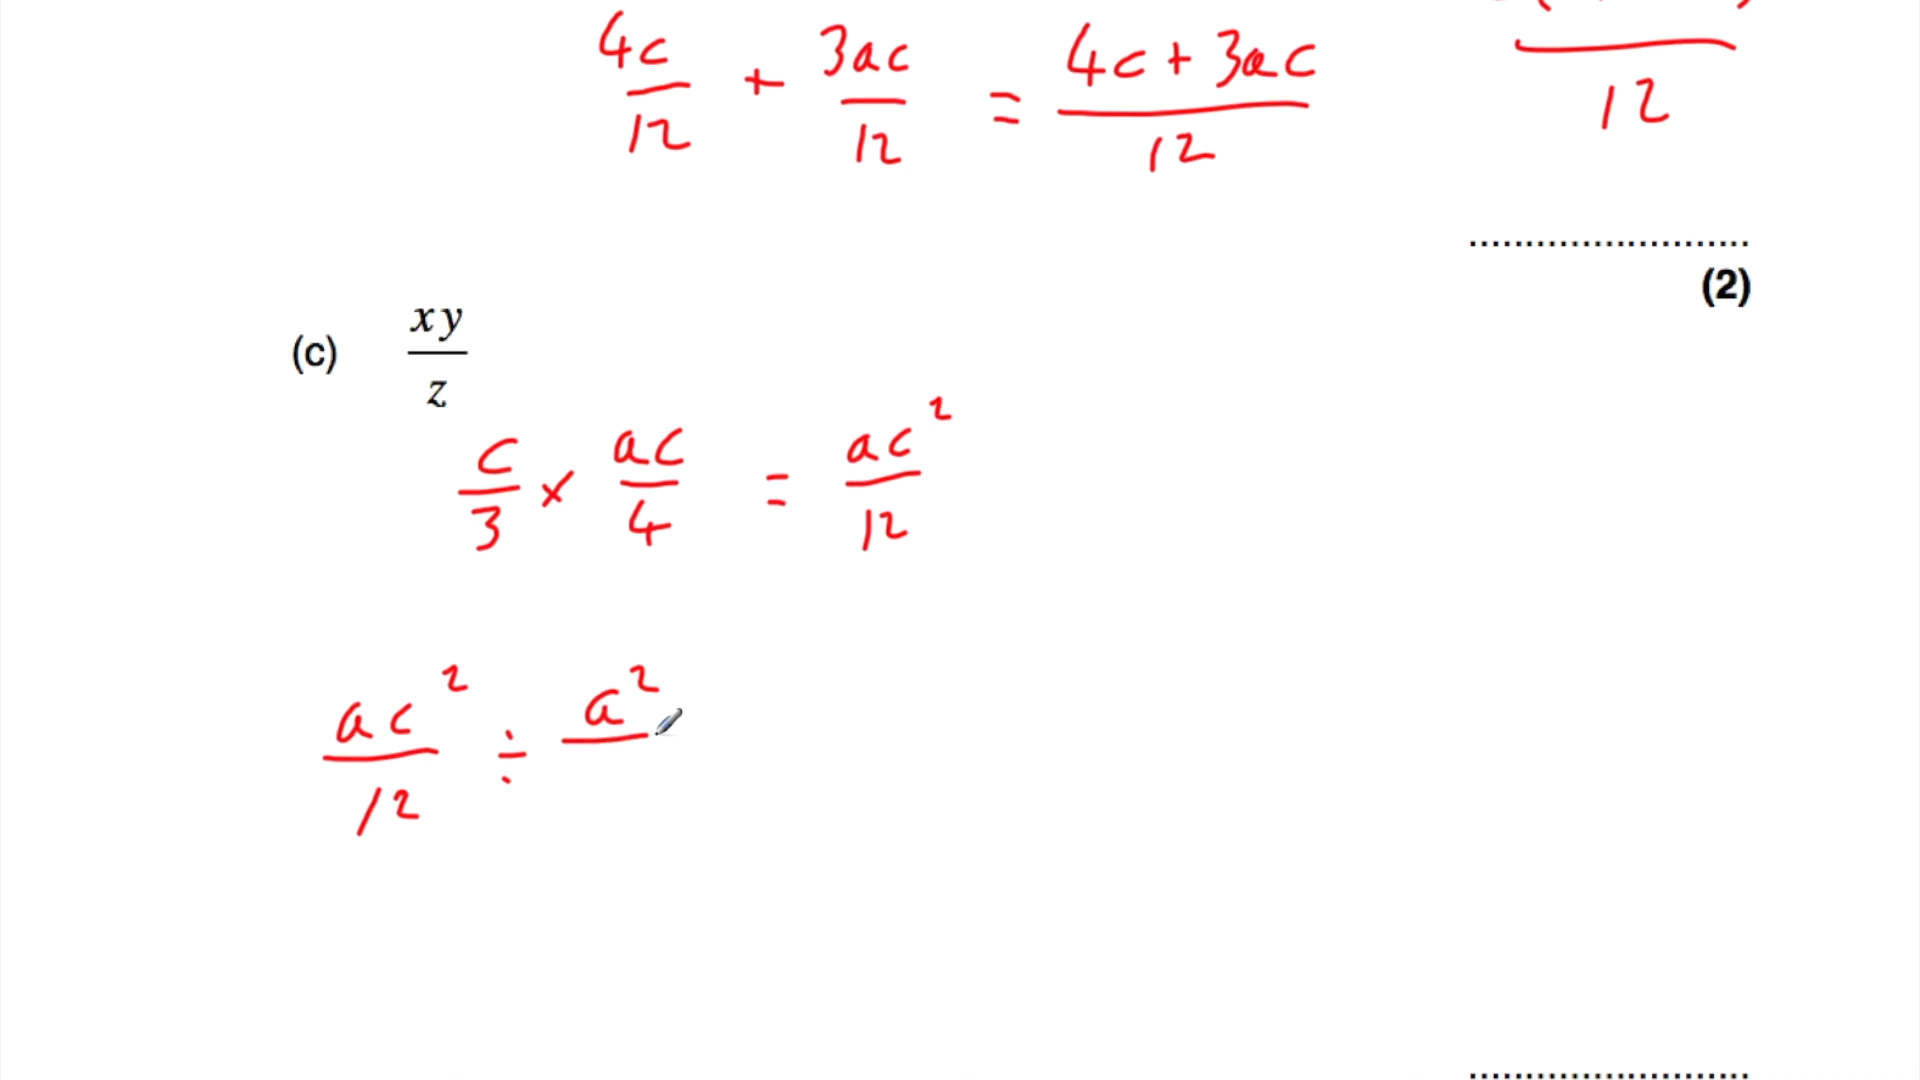 4c/12 + 3ac/12 = (4c + 3ac)/12
12
(2)
(c) xy/z
c/3 × ac/4 = ac²/12
ac²/12 ÷ a²